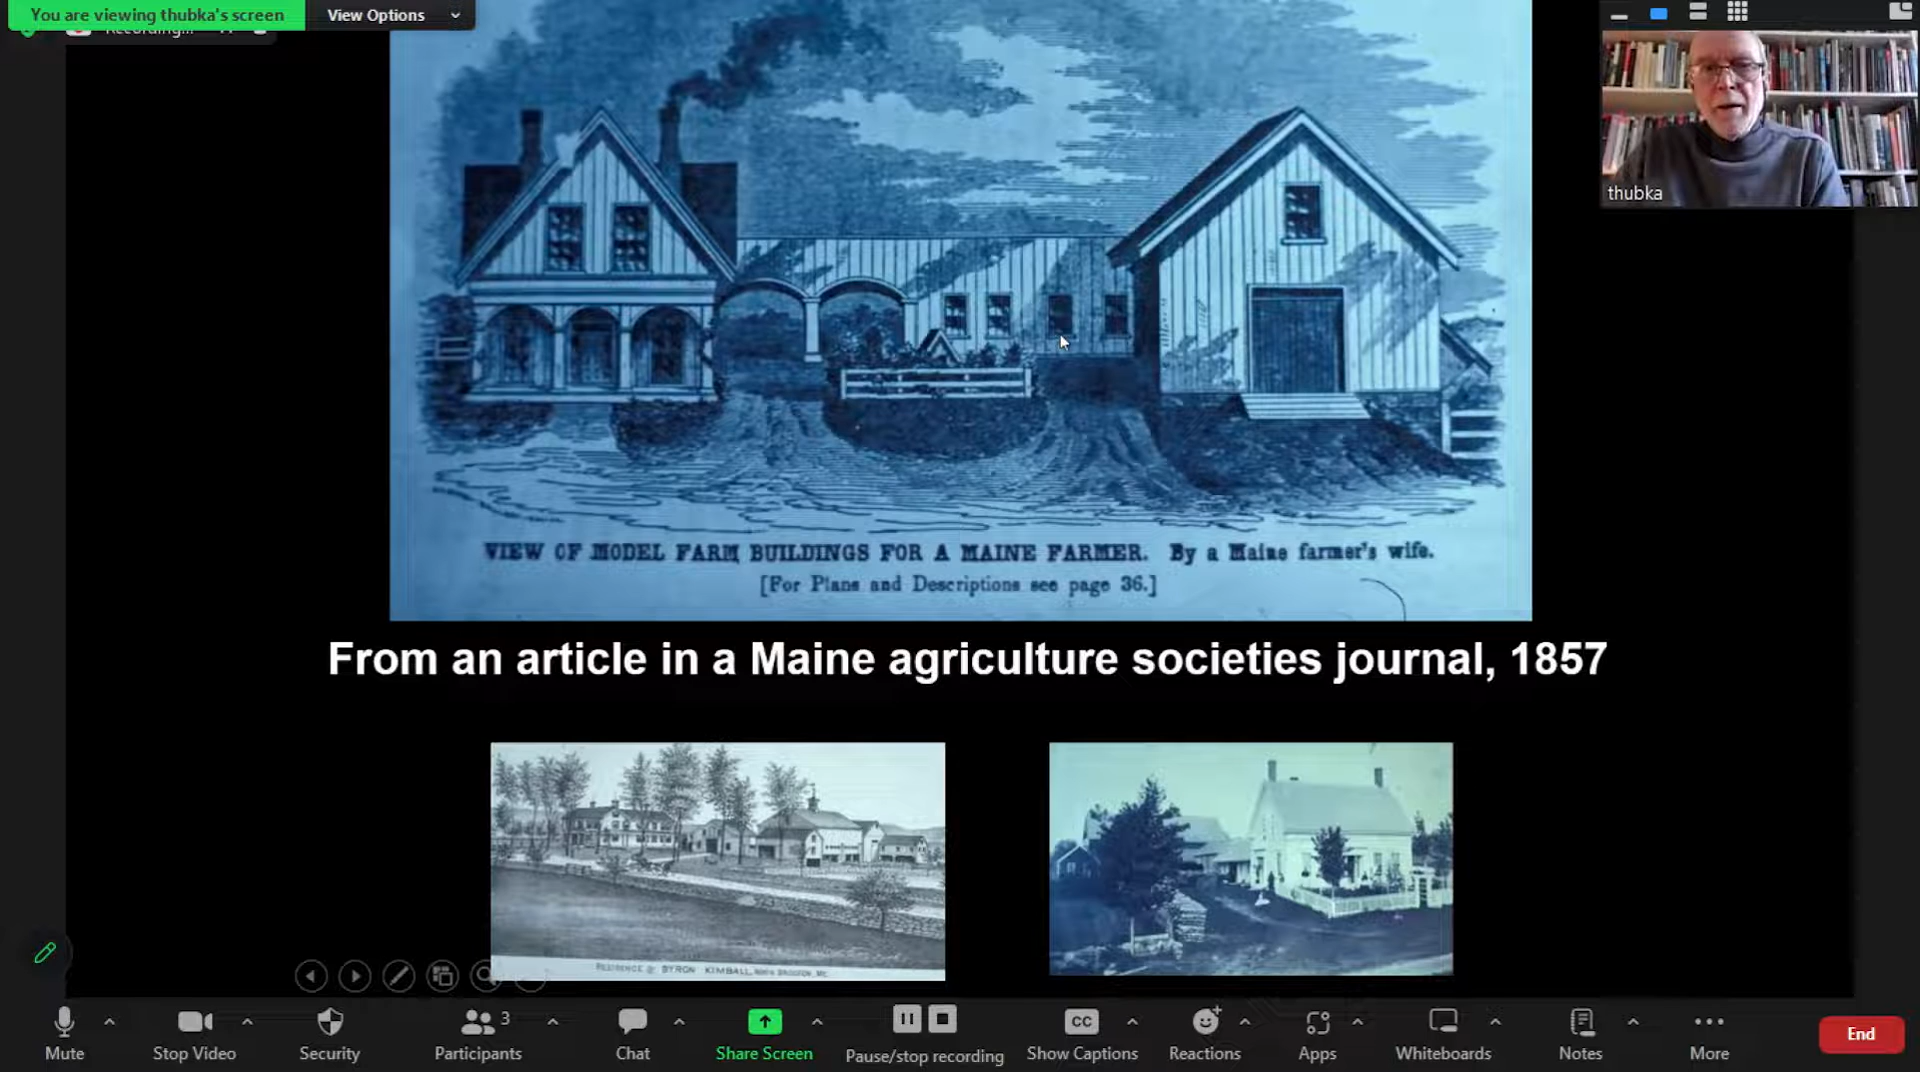 You are viewing thubka's screen
View Options
Recording...
thubka
VIEW OF MODEL FARM BUILDINGS FOR A MAINE FARMER. By a Maine farmer's wife.
[For Plans and Descriptions see page 36.]
From an article in a Maine agriculture societies journal, 1857
RESIDENCE OF BYRON KIMBALL,
3
CC
Mute
Stop Video
Security
Participants
Chat
Share Screen
Pause/stop recording
Show Captions
Reactions
Apps
Whiteboards
Notes
More
End